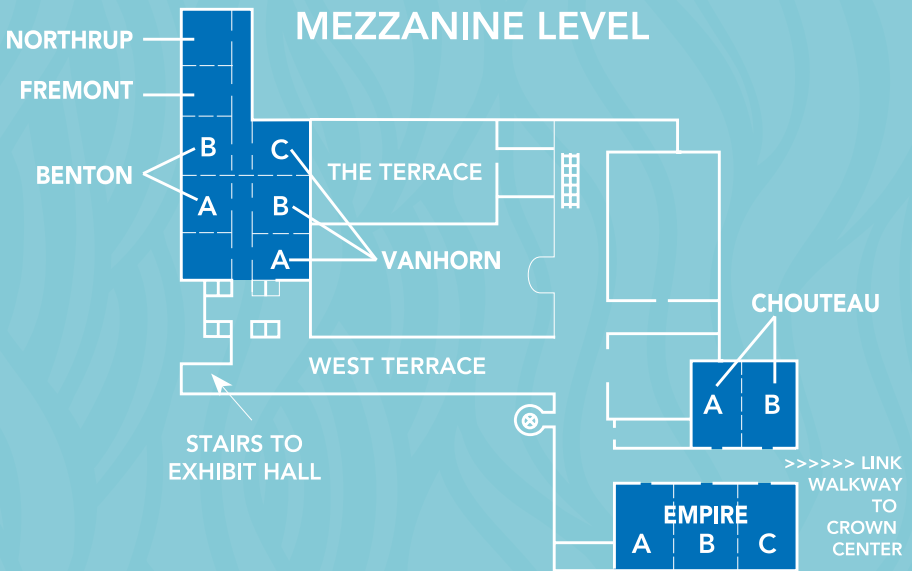 MEZZANINE LEVEL
NORTHRUP
FREMONT
BENTON
B
A
C
B
A
THE TERRACE
VANHORN
WEST TERRACE
STAIRS TO
EXHIBIT HALL
CHOUTEAU
A B
>>>>>> LINK
WALKWAY
TO
CROWN
CENTER
EMPIRE
A B C